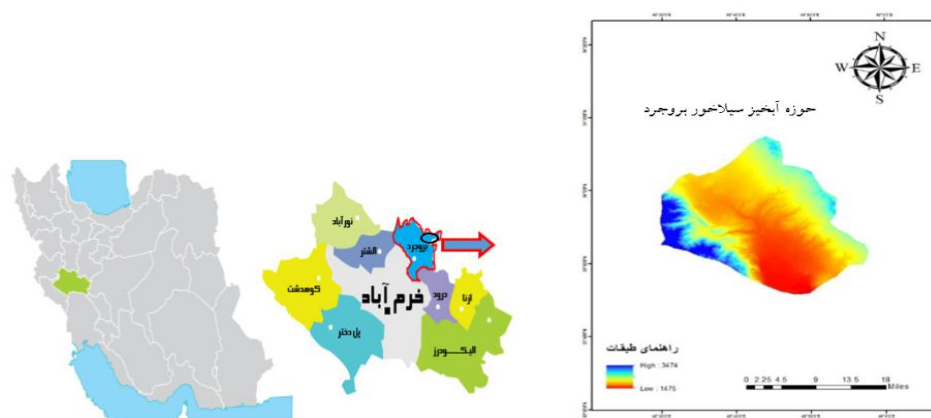 نورآباد
الشتر
بروجرد
کوهدشت
خرم آباد
درود
ازنا
پل دختر
الیگودرز
N
W E
S
حوزه آبخیز سیلاخور بروجرد
راهنمای طبقات
High : 3474
Low : 1475
0 2.25 4.5 9 13.5 18
Miles